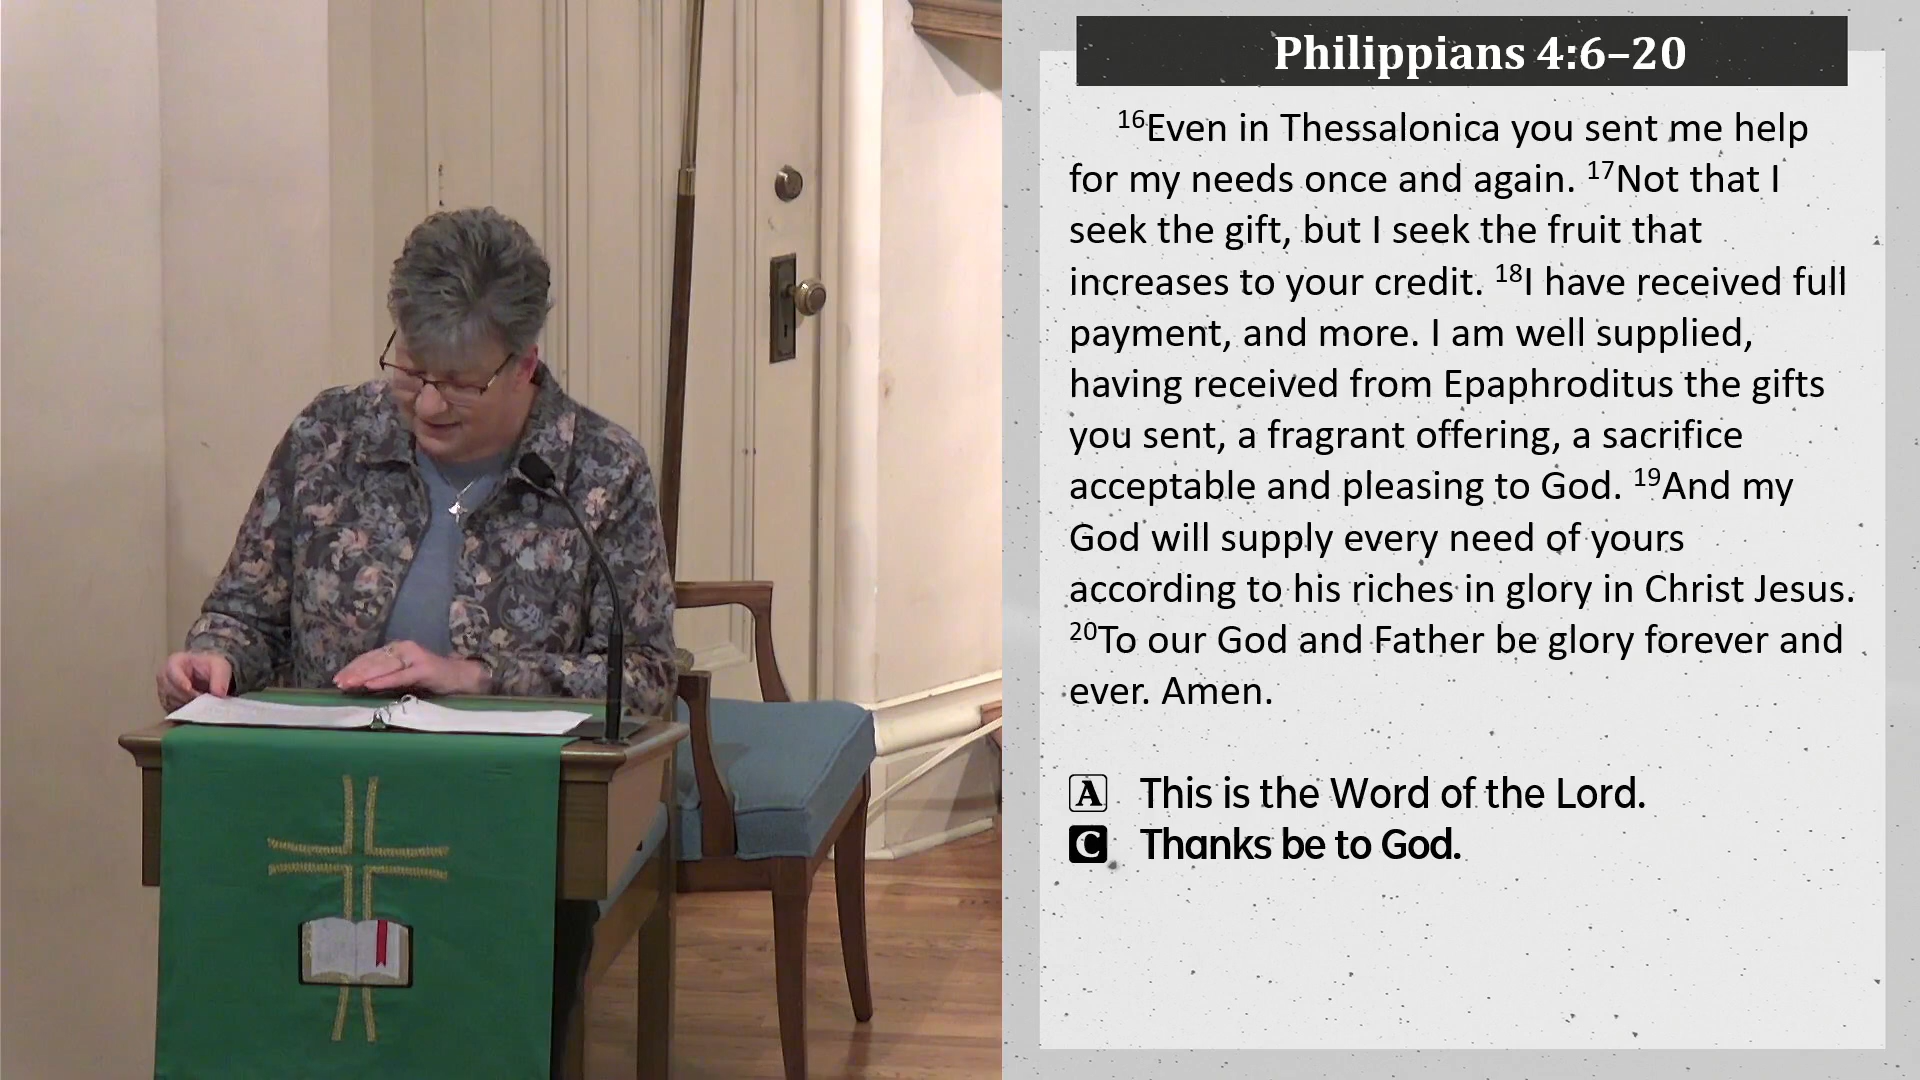 Philippians 4:6–20
16Even in Thessalonica you sent me help
for my needs once and again. 17Not that I
seek the gift, but I seek the fruit that
increases to your credit. 18I have received full
payment, and more. I am well supplied,
having received from Epaphroditus the gifts
you sent, a fragrant offering, a sacrifice
acceptable and pleasing to God. 19And my
God will supply every need of yours
according to his riches in glory in Christ Jesus.
20To our God and Father be glory forever and
ever. Amen.
A This is the Word of the Lord.
C Thanks be to God.